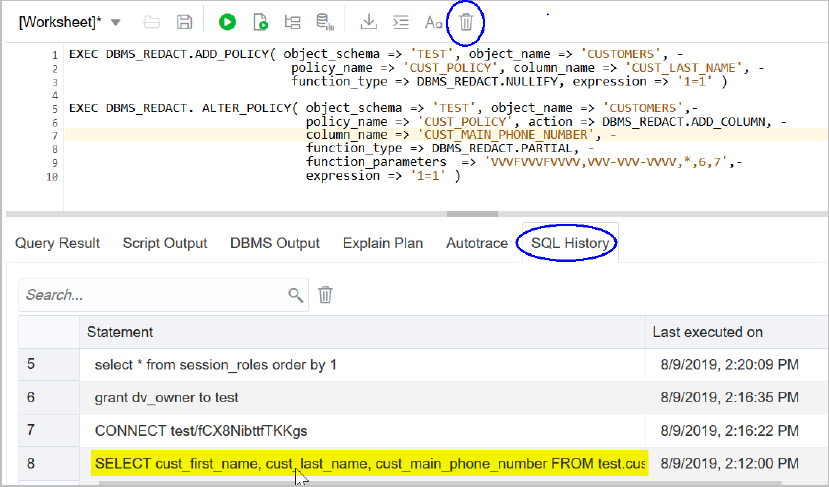 [Worksheet]*
Aa
1 EXEC DBMS_REDACT.ADD_POLICY( object_schema => 'TEST', object_name => 'CUSTOMERS', -
2 policy_name => 'CUST_POLICY', column_name => 'CUST_LAST_NAME', -
3 function_type => DBMS_REDACT.NULLIFY, expression => '1=1' )
4
5 EXEC DBMS_REDACT. ALTER_POLICY( object_schema => 'TEST', object_name => 'CUSTOMERS',-
6 policy_name => 'CUST_POLICY', action => DBMS_REDACT.ADD_COLUMN, -
7 column_name => 'CUST_MAIN_PHONE_NUMBER', -
8 function_type => DBMS_REDACT.PARTIAL, -
9 function_parameters => 'VVVFVVVFVVVV,VVV-VVV-VVVV,*,6,7',-
10 expression => '1=1' )
Query Result Script Output DBMS Output Explain Plan Autotrace SQL History
Search...
Statement Last executed on
5 select * from session_roles order by 1 8/9/2019, 2:20:09 PM
6 grant dv_owner to test 8/9/2019, 2:16:35 PM
7 CONNECT test/fCX8NibttfTKKgs 8/9/2019, 2:16:22 PM
8 SELECT cust_first_name, cust_last_name, cust_main_phone_number FROM test.cus 8/9/2019, 2:12:00 PM